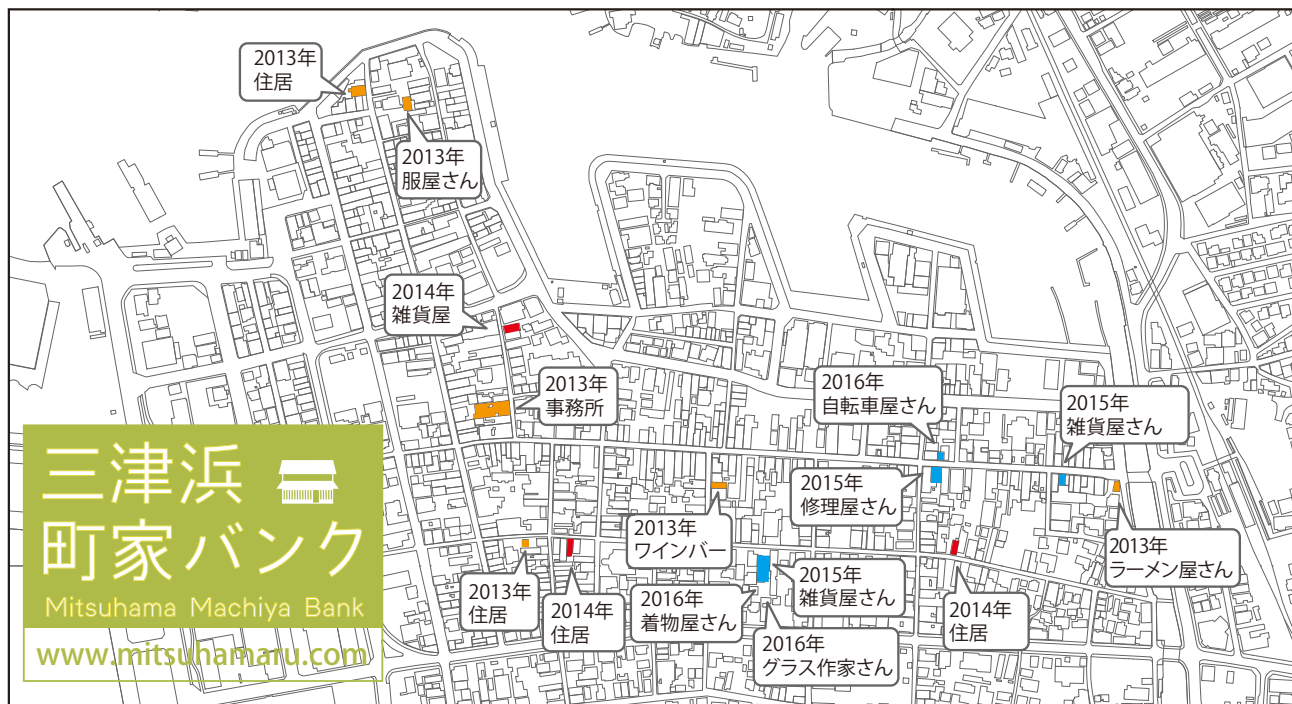 2013年
住居
2013年
服屋さん
2014年
雑貨屋
2013年
事務所
2016年
自転車屋さん
2015年
雑貨屋さん
三津浜
町家バンク
Mitsuhama Machiya Bank
www.mitsuhamaru.com
2015年
修理屋さん
2013年
ワインバー
2013年
ラーメン屋さん
2013年
住居
2014年
住居
2016年
着物屋さん
2015年
雑貨屋さん
2016年
グラス作家さん
2014年
住居